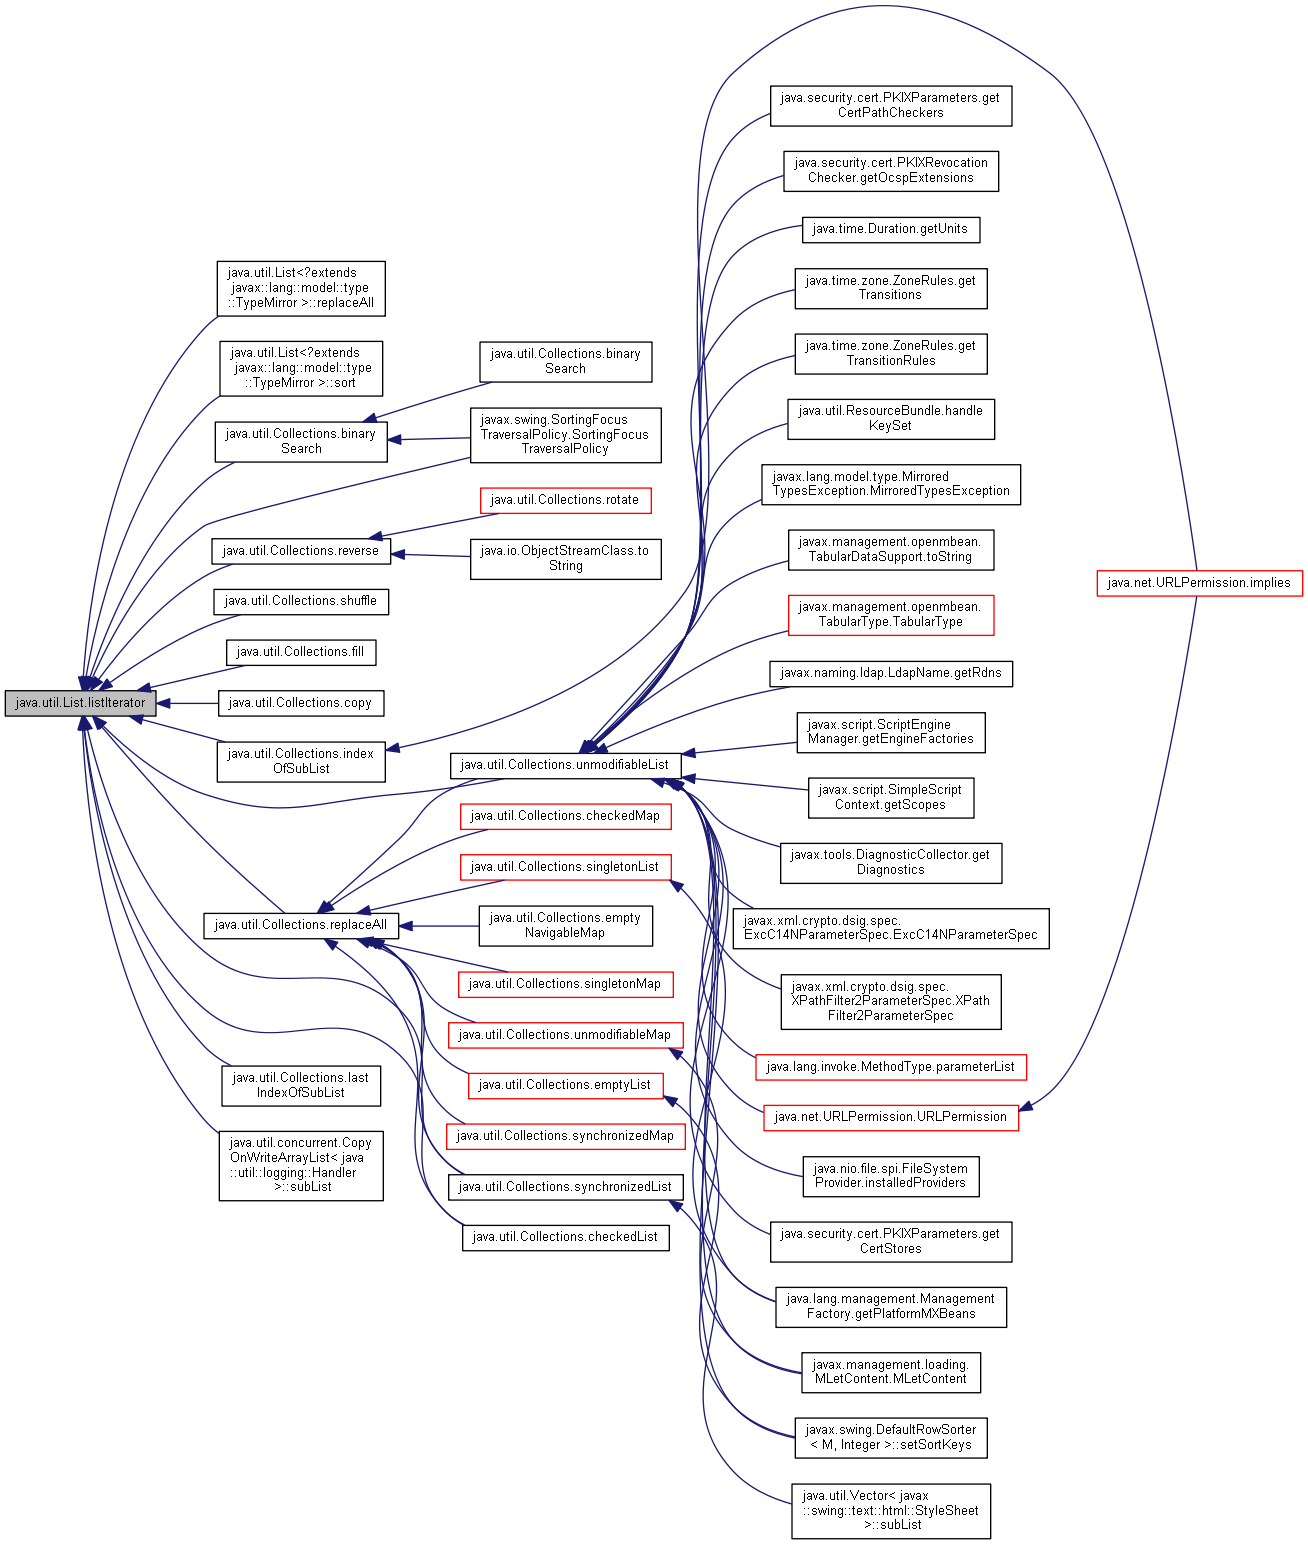 java.util.List.listIterator
java.util.List<?extends
javax::lang::model::type
::TypeMirror >::replaceAll
java.util.List<?extends
javax::lang::model::type
::TypeMirror >::sort
java.util.Collections.binary
Search
java.util.Collections.reverse
java.util.Collections.shuffle
java.util.Collections.fill
java.util.Collections.copy
java.util.Collections.index
OfSubList
java.util.Collections.replaceAll
java.util.Collections.last
IndexOfSubList
java.util.concurrent.Copy
OnWriteArrayList< java
::util::logging::Handler
>::subList
java.util.Collections.binary
Search
javax.swing.SortingFocus
TraversalPolicy.SortingFocus
TraversalPolicy
java.util.Collections.rotate
java.io.ObjectStreamClass.to
String
java.util.Collections.unmodifiableList
java.util.Collections.checkedMap
java.util.Collections.singletonList
java.util.Collections.empty
NavigableMap
java.util.Collections.singletonMap
java.util.Collections.unmodifiableMap
java.util.Collections.emptyList
java.util.Collections.synchronizedMap
java.util.Collections.synchronizedList
java.util.Collections.checkedList
java.security.cert.PKIXParameters.get
CertPathCheckers
java.security.cert.PKIXRevocation
Checker.getOcspExtensions
java.time.Duration.getUnits
java.time.zone.ZoneRules.get
Transitions
java.time.zone.ZoneRules.get
TransitionRules
java.util.ResourceBundle.handle
KeySet
javax.lang.model.type.Mirrored
TypesException.MirroredTypesException
javax.management.openmbean.
TabularDataSupport.toString
javax.management.openmbean.
TabularType.TabularType
javax.naming.ldap.LdapName.getRdns
javax.script.ScriptEngine
Manager.getEngineFactories
javax.script.SimpleScript
Context.getScopes
javax.tools.DiagnosticCollector.get
Diagnostics
javax.xml.crypto.dsig.spec.
ExcC14NParameterSpec.ExcC14NParameterSpec
javax.xml.crypto.dsig.spec.
XPathFilter2ParameterSpec.XPath
Filter2ParameterSpec
java.lang.invoke.MethodType.parameterList
java.net.URLPermission.URLPermission
java.nio.file.spi.FileSystem
Provider.installedProviders
java.security.cert.PKIXParameters.get
CertStores
java.lang.management.Management
Factory.getPlatformMXBeans
javax.management.loading.
MLetContent.MLetContent
javax.swing.DefaultRowSorter
< M, Integer >::setSortKeys
java.util.Vector< javax
::swing::text::html::StyleSheet
>::subList
java.net.URLPermission.implies